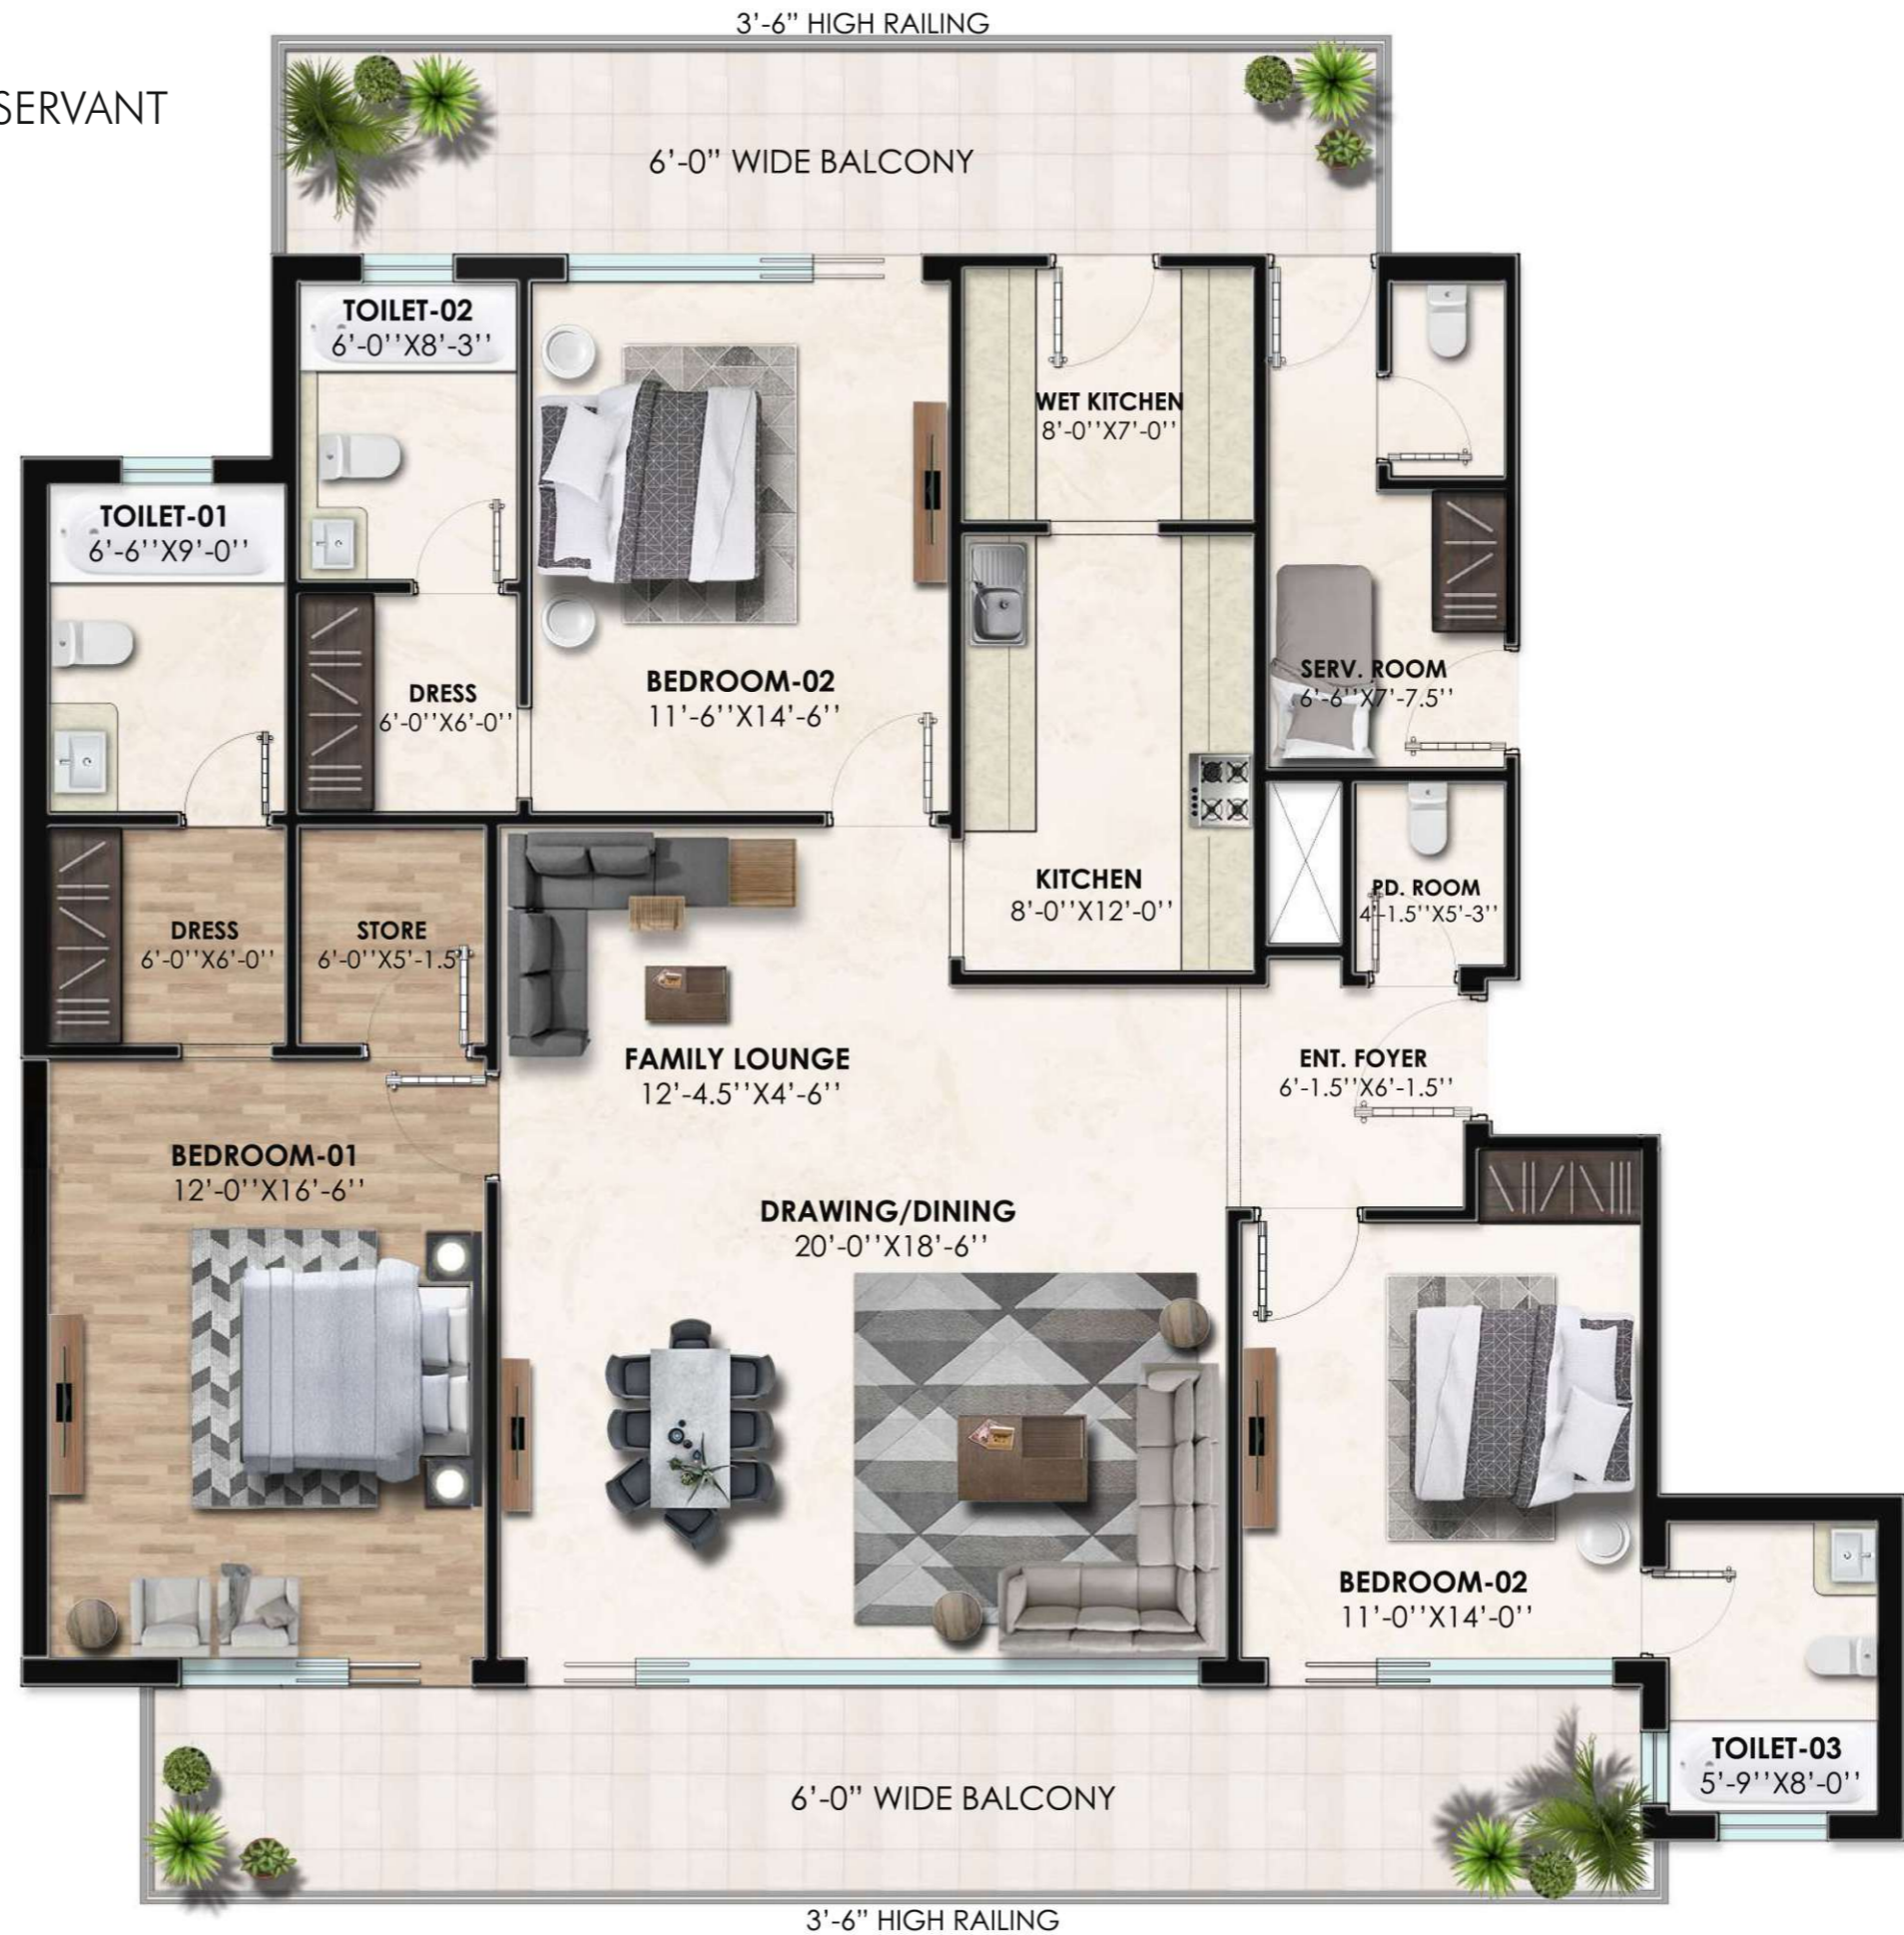 3'-6" HIGH RAILING
SERVANT
6'-0" WIDE BALCONY
TOILET-02
6'-0''X8'-3''
WET KITCHEN
8'-0''X7'-0''
TOILET-01
6'-6''X9'-0''
DRESS
6'-0''X6'-0''
BEDROOM-02
11'-6''X14'-6''
SERV. ROOM
6'-6''X7'-7.5''
KITCHEN
8'-0''X12'-0''
PD. ROOM
4'-1.5''X5'-3''
DRESS
6'-0''X6'-0''
STORE
6'-0''X5'-1.5''
FAMILY LOUNGE
12'-4.5''X4'-6''
ENT. FOYER
6'-1.5''X6'-1.5''
BEDROOM-01
12'-0''X16'-6''
DRAWING/DINING
20'-0''X18'-6''
BEDROOM-02
11'-0''X14'-0''
TOILET-03
5'-9''X8'-0''
6'-0" WIDE BALCONY
3'-6" HIGH RAILING